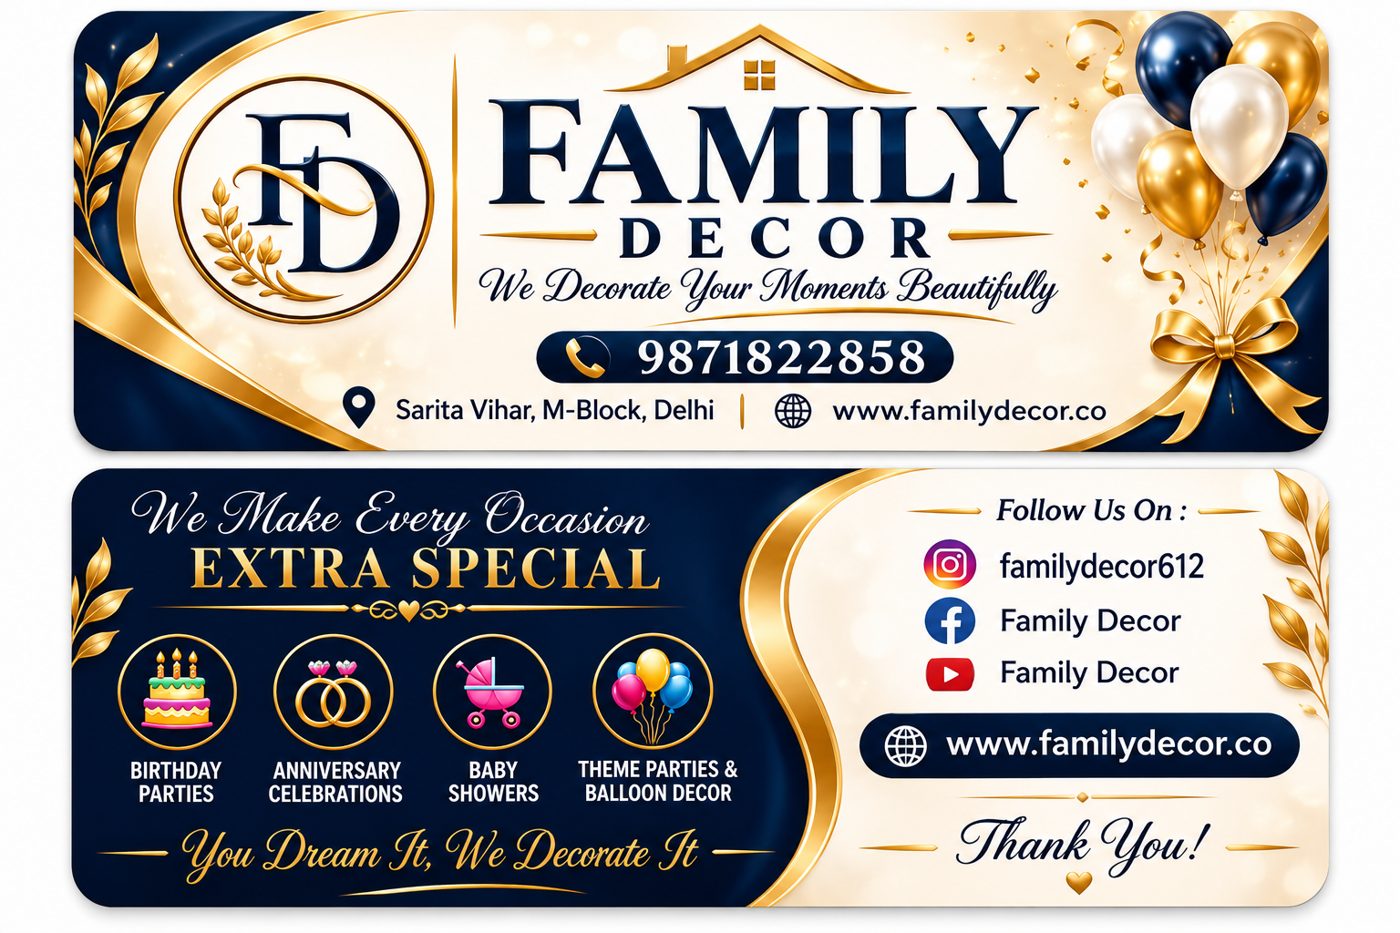 FD
FAMILY
DECOR
We Decorate Your Moments Beautifully
9871822858
Sarita Vihar, M-Block, Delhi | www.familydecor.co
We Make Every Occasion
EXTRA SPECIAL
BIRTHDAY PARTIES
ANNIVERSARY CELEBRATIONS
BABY SHOWERS
THEME PARTIES & BALLOON DECOR
You Dream It, We Decorate It
Follow Us On :
familydecor612
Family Decor
Family Decor
www.familydecor.co
Thank You!